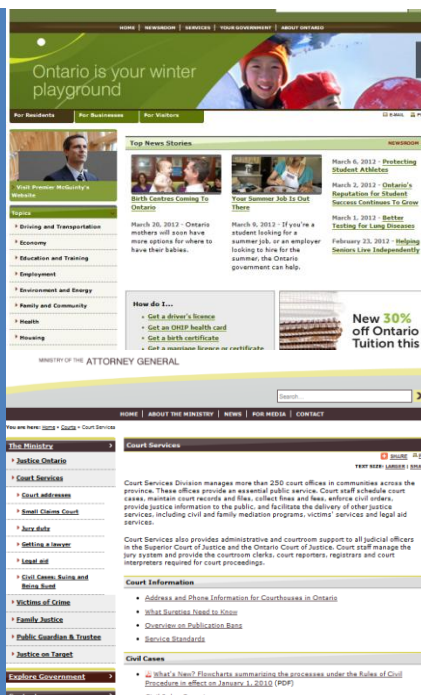 HOME | NEWSROOM | SERVICES | YOUR GOVERNMENT | ABOUT ONTARIO
Ontario is your winter
playground
For Residents
For Businesses
For Visitors
E-MAIL
Visit Premier McGuinty's
Website
Topics
Driving and Transportation
Economy
Education and Training
Employment
Environment and Energy
Family and Community
Health
Housing
Top News Stories
NEWSROOM
Birth Centres Coming To
Ontario
March 20, 2012 - Ontario
mothers will soon have
more options for where to
have their babies.
Your Summer Job Is Out
There
March 9, 2012 - If you're a
student looking for a
summer job, or an employer
looking to hire for the
summer, the Ontario
government can help.
March 6, 2012 - Protecting
Student Athletes
March 2, 2012 - Ontario's
Reputation for Student
Success Continues To Grow
March 1, 2012 - Better
Testing for Lung Diseases
February 23, 2012 - Helping
Seniors Live Independently
How do I...
Get a driver's licence
Get an OHIP health card
Get a birth certificate
Get a marriage licence or certificate
New 30%
off Ontario
Tuition this
MINISTRY OF THE ATTORNEY GENERAL
Search...
HOME | ABOUT THE MINISTRY | NEWS | FOR MEDIA | CONTACT
You are here: Home > Courts > Court Services
The Ministry
Justice Ontario
Court Services
Court addresses
Small Claims Court
Jury duty
Getting a lawyer
Legal aid
Civil Cases: Suing and
Being Sued
Victims of Crime
Family Justice
Public Guardian & Trustee
Justice on Target
Explore Government
Court Services
SHARE
TEXT SIZE: LARGER |
Court Services Division manages more than 250 court offices in communities across the
province. These offices provide an essential public service. Court staff schedule court
cases, maintain court records and files, collect fines and fees, enforce civil orders,
provide justice information to the public, and facilitate the delivery of other justice
services, including civil and family mediation programs, victims' services and legal aid
services.
Court Services also provides administrative and courtroom support to all judicial officers
in the Superior Court of Justice and the Ontario Court of Justice. Court staff manage the
jury system and provide the courtroom clerks, court reporters, registrars and court
interpreters required for court proceedings.
Court Information
Address and Phone Information for Courthouses in Ontario
What Sureties Need to Know
Overview on Publication Bans
Service Standards
Civil Cases
What's New? Flowcharts summarizing the processes under the Rules of Civil
Procedure in effect on January 1, 2010 (PDF)